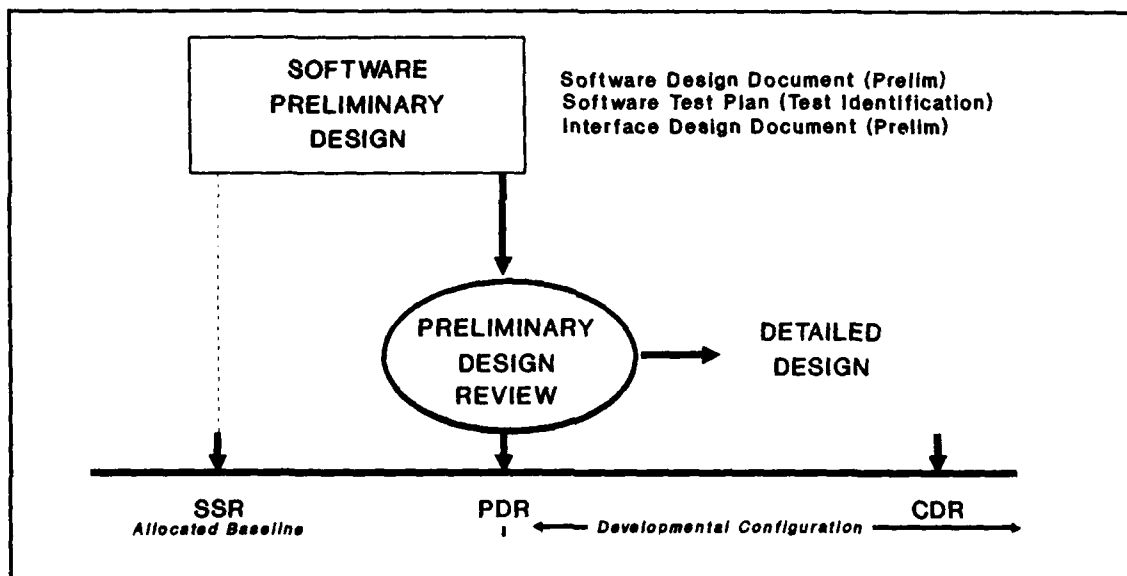 SOFTWARE
PRELIMINARY
DESIGN
Software Design Document (Prelim)
Software Test Plan (Test Identification)
Interface Design Document (Prelim)
PRELIMINARY
DESIGN
REVIEW
DETAILED
DESIGN
SSR
PDR
CDR
Allocated Baseline
Developmental Configuration